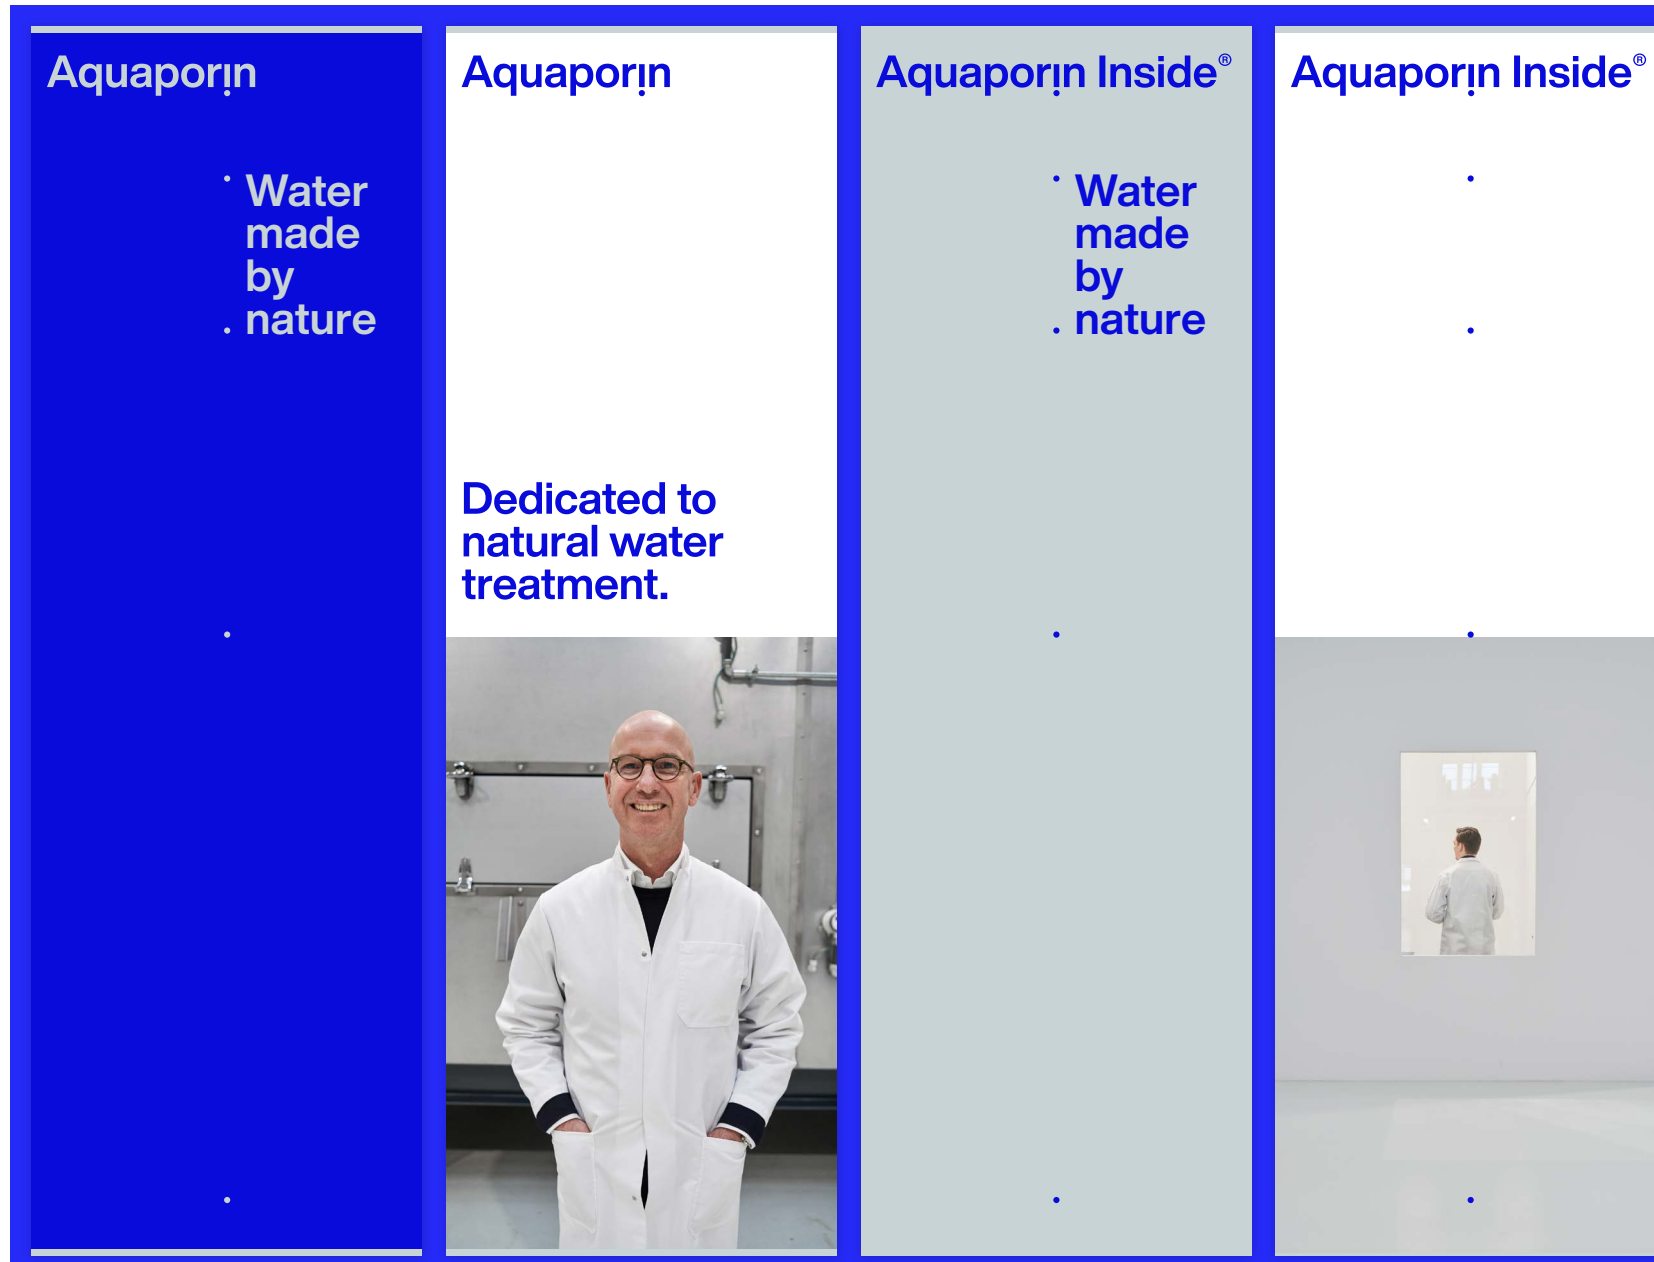 Aquaporin
Water
made
by
nature
Aquaporin
Dedicated to
natural water
treatment.
Aquaporin Inside®
Water
made
by
nature
Aquaporin Inside®